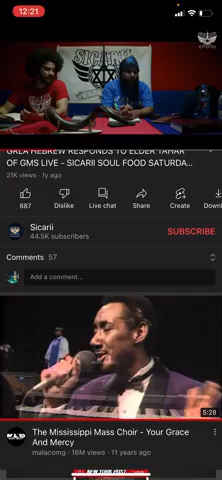 12:21
SICARII
GRLA HEBREW RESPONDS TO ELDER TAHAR
OF GMS LIVE - SICARII SOUL FOOD SATURDA...
21K views · 1y ago
887
Dislike
Live chat
Share
Create
Downl
Sicarii
44.5K subscribers
SUBSCRIBE
Comments 57
Add a comment...
5:28
The Mississippi Mass Choir - Your Grace
And Mercy
malacomg · 16M views · 11 years ago
NEW YORK POST